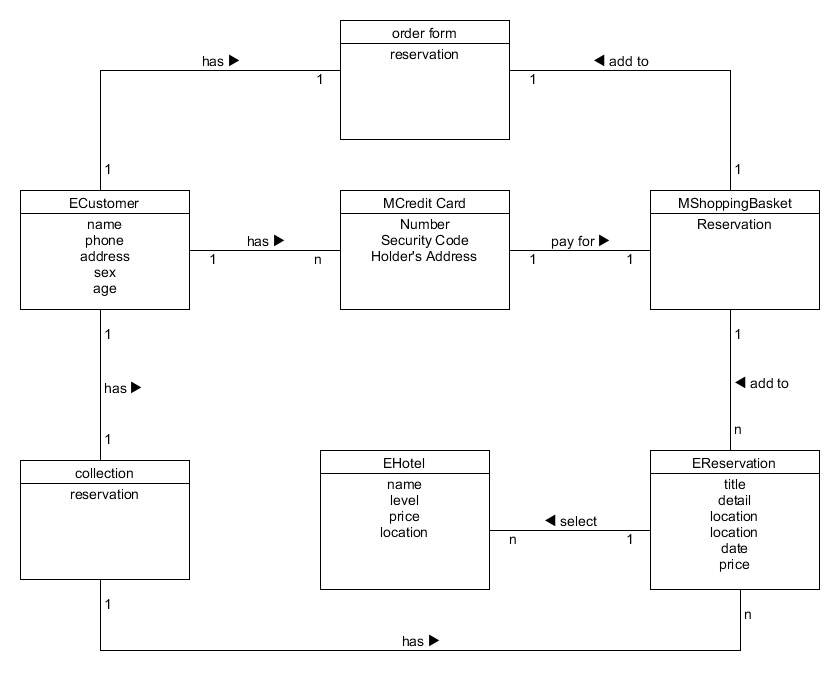 order form
reservation
has ▶
◀ add to
1
1
1
1
ECustomer
name
phone
address
sex
age
MCredit Card
Number
Security Code
Holder's Address
MShoppingBasket
Reservation
has ▶
1
n
pay for ▶
1
1
1
has ▶
1
1
◀ add to
n
collection
reservation
EHotel
name
level
price
location
EReservation
title
detail
location
location
date
price
◀ select
n
1
1
n
has ▶